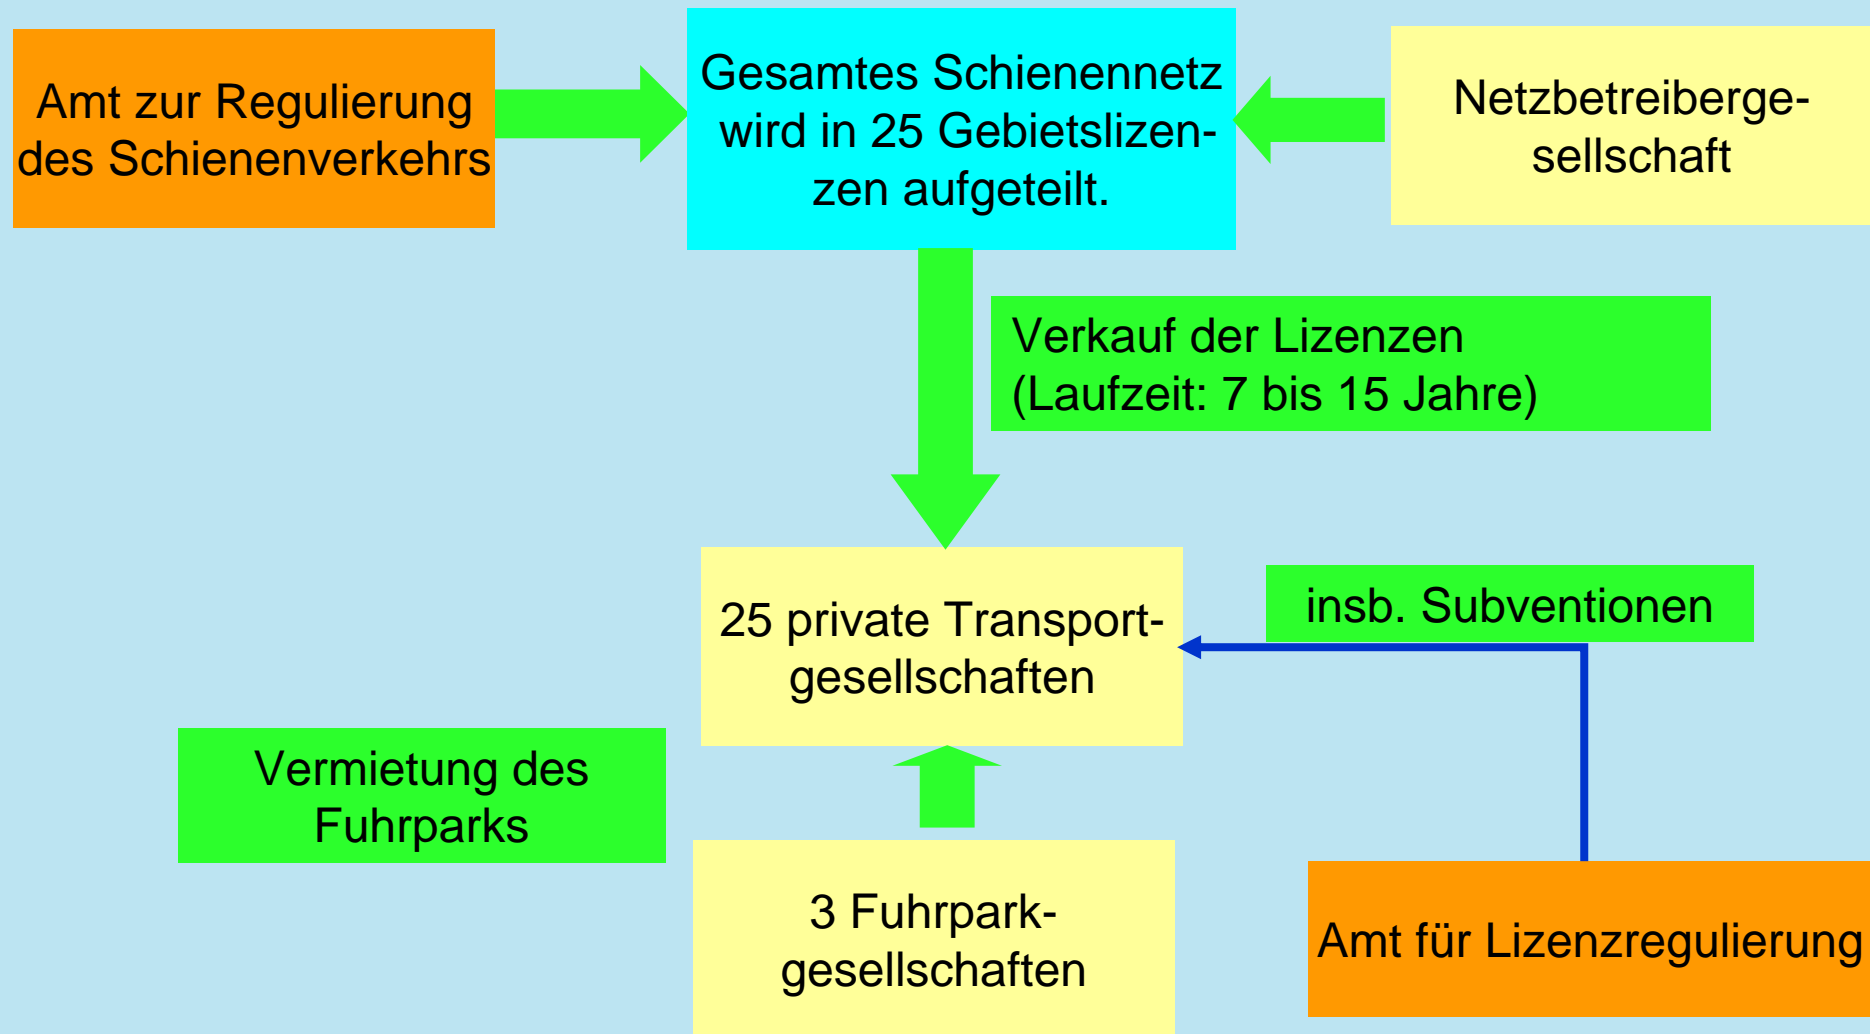 Amt zur Regulierung
des Schienenverkehrs
Gesamtes Schienennetz
wird in 25 Gebietslizen-
zen aufgeteilt.
Netzbetreiberge-
sellschaft
Verkauf der Lizenzen
(Laufzeit: 7 bis 15 Jahre)
25 private Transport-
gesellschaften
insb. Subventionen
Vermietung des
Fuhrparks
3 Fuhrpark-
gesellschaften
Amt für Lizenzregulierung